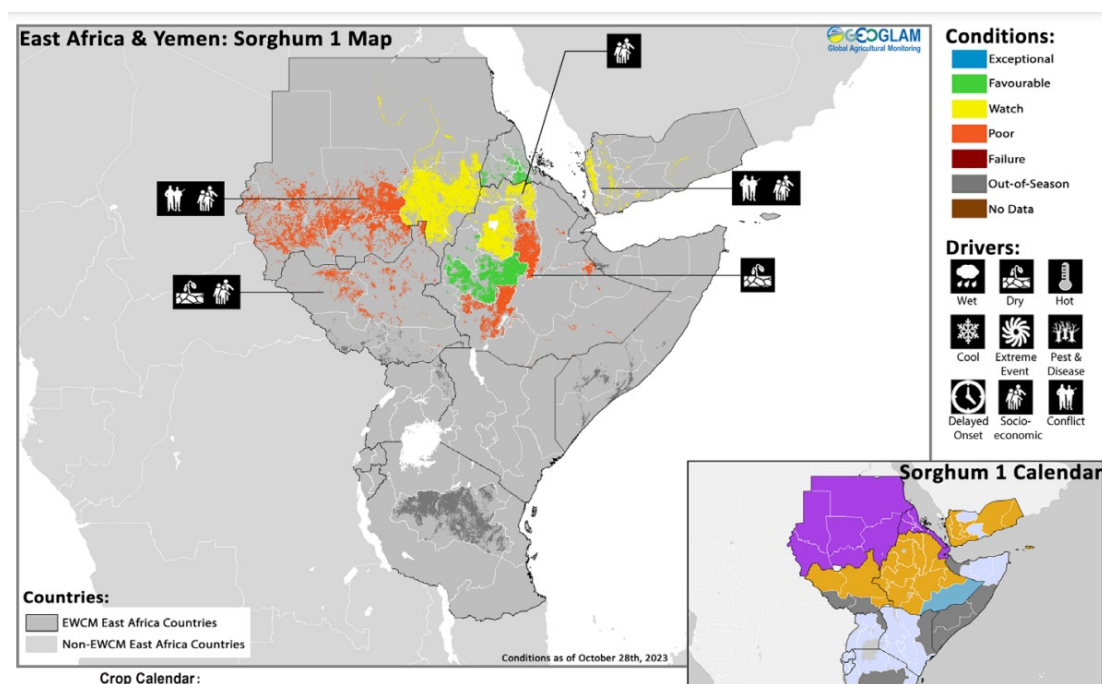 East Africa & Yemen: Sorghum 1 Map
GEOGLAM
Global Agricultural Monitoring
Conditions:
Exceptional
Favourable
Watch
Poor
Failure
Out-of-Season
No Data
Drivers:
Wet
Dry
Hot
Cool
Extreme
Event
Pest &
Disease
Delayed
Onset
Socio-
economic
Conflict
Sorghum 1 Calendar
Countries:
EWCM East Africa Countries
Non-EWCM East Africa Countries
Conditions as of October 28th, 2023
Crop Calendar: